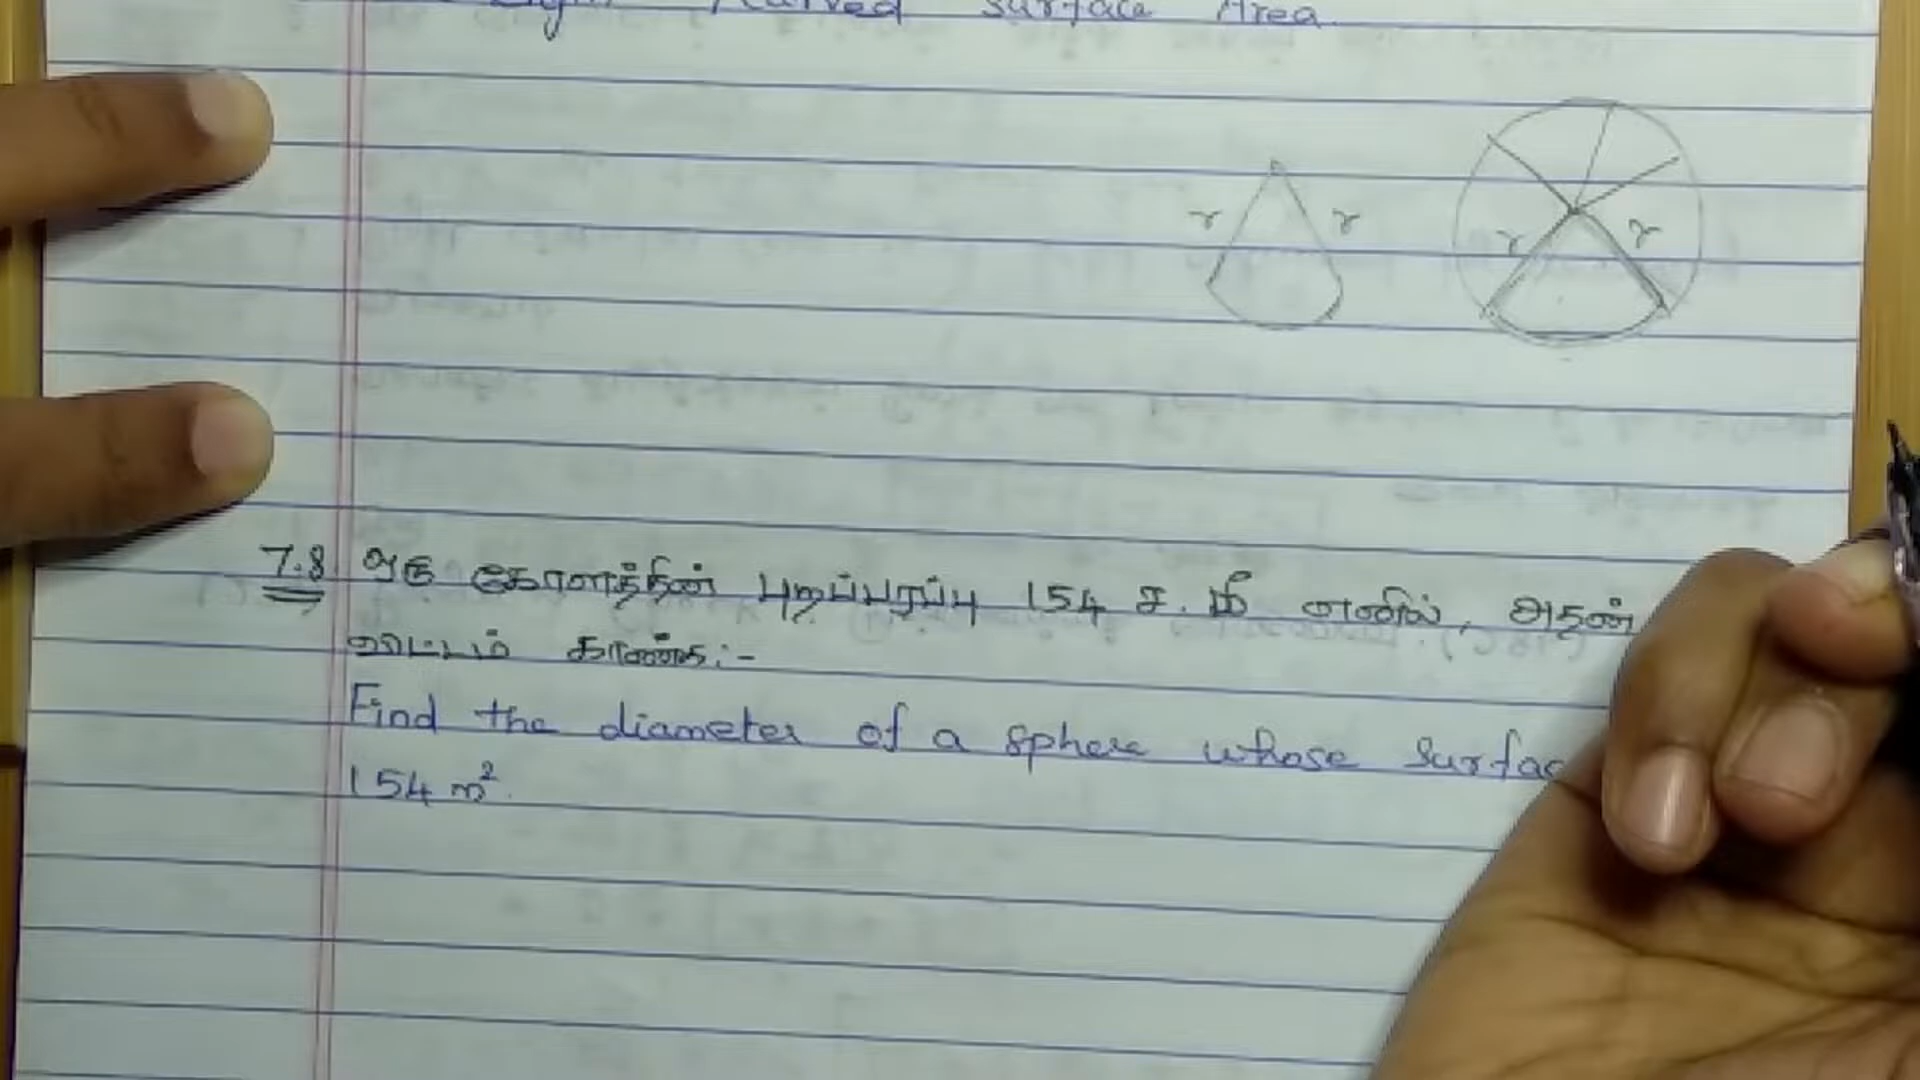 Curved Surface Area
r r r r
7.8 ஒரு கோளத்தின் புறப்பரப்பு 154 ச. மீ எனில், அதன்
விட்டம் காண்க:-
Find the diameter of a sphere whose surfac
154 m².